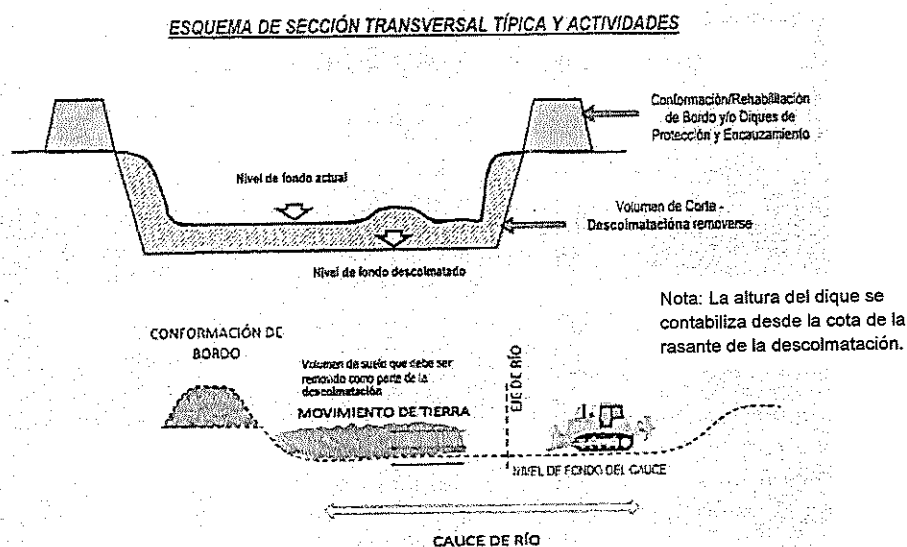 ESQUEMA DE SECCIÓN TRANSVERSAL TÍPICA Y ACTIVIDADES
Conformación/Rehabilitación
de Bordo y/o Diques de
Protección y Encauzamiento
Nivel de fondo actual
Volumen de Corte -
Descolmatacióna removerse
Nivel de fondo descolmatado
Nota: La altura del dique se
contabiliza desde la cota de la
rasante de la descolmatación.
CONFORMACIÓN DE
BORDO
Volumen de suelo que debe ser
removido como parte de la
descolmatación
MOVIMIENTO DE TIERRA
EJE DE RÍO
NIVEL DE FONDO DEL CAUCE
CAUCE DE RÍO